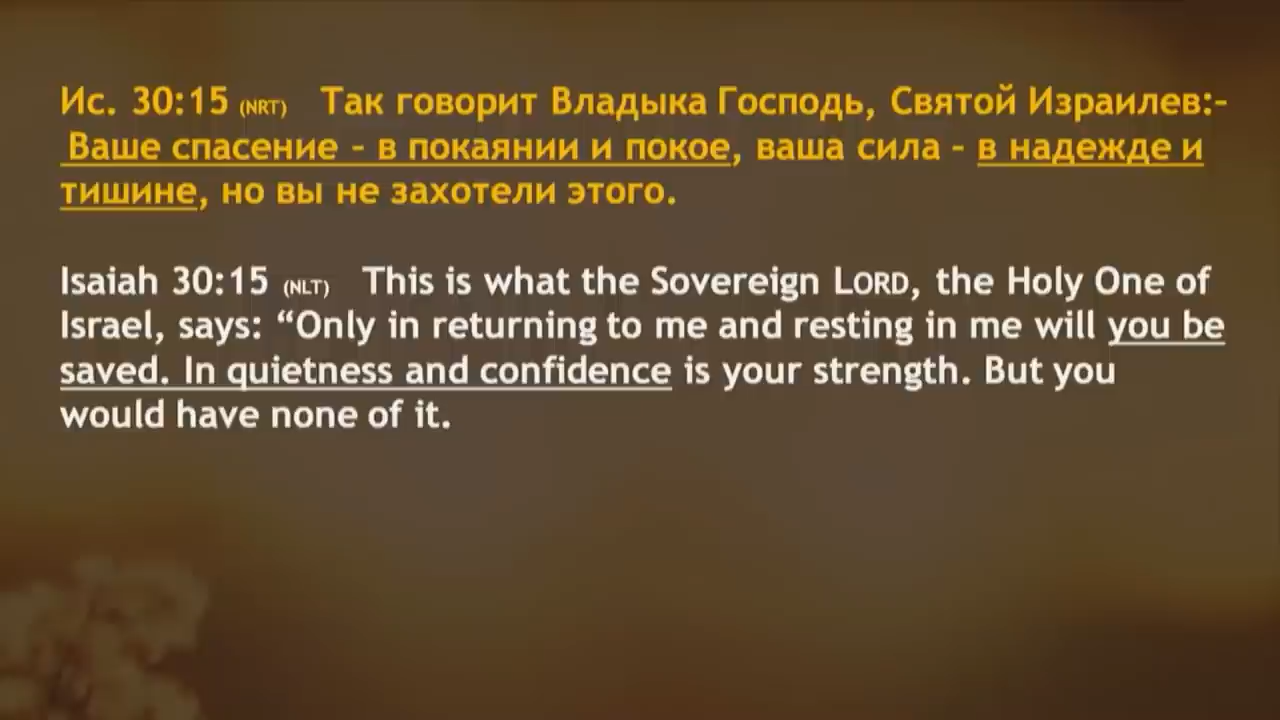 Ис. 30:15 (NRT) Так говорит Владыка Господь, Святой Израилев:–
Ваше спасение – в покаянии и покое, ваша сила – в надежде и
тишине, но вы не захотели этого.
Isaiah 30:15 (NLT) This is what the Sovereign LORD, the Holy One of
Israel, says: “Only in returning to me and resting in me will you be
saved. In quietness and confidence is your strength. But you
would have none of it.